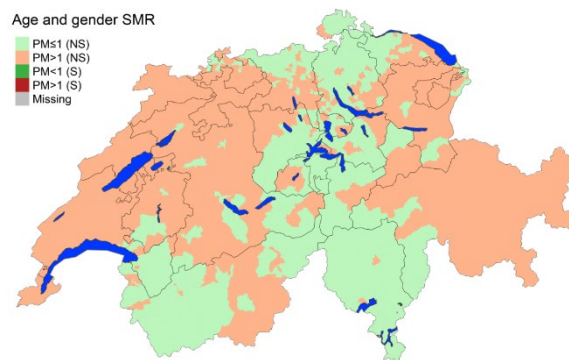 Age and gender SMR
PM≤1 (NS)
PM>1 (NS)
PM<1 (S)
PM>1 (S)
Missing